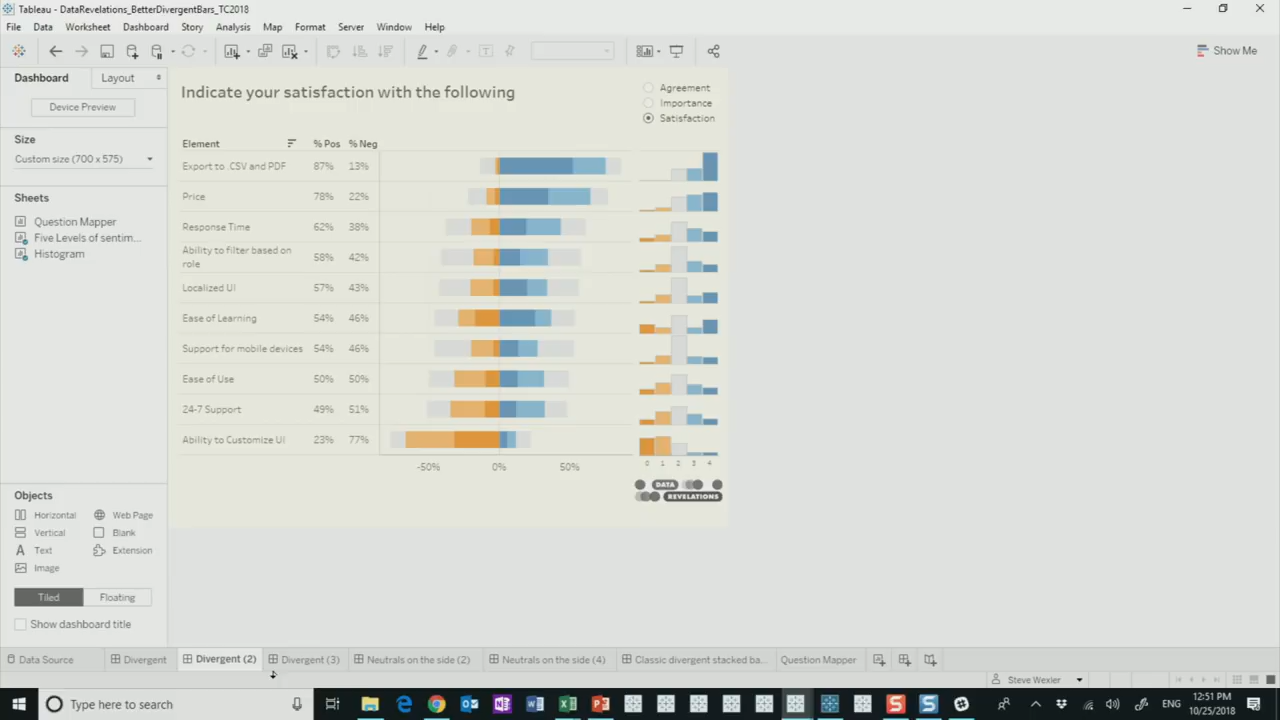 Tableau - DataRevelations_BetterDivergentBars_TC2018
File Data Worksheet Dashboard Story Analysis Map Format Server Window Help
Show Me
Dashboard Layout
Device Preview
Size
Custom size (700 x 575)
Sheets
Question Mapper
Five Levels of sentim...
Histogram
Objects
Horizontal Web Page
Vertical Blank
Text Extension
Image
Tiled Floating
Show dashboard title
Indicate your satisfaction with the following
Agreement
Importance
Satisfaction
Element % Pos % Neg
Export to .CSV and PDF 87% 13%
Price 78% 22%
Response Time 62% 38%
Ability to filter based on
role 58% 42%
Localized UI 57% 43%
Ease of Learning 54% 46%
Support for mobile devices 54% 46%
Ease of Use 50% 50%
24-7 Support 49% 51%
Ability to Customize UI 23% 77%
-50% 0% 50%
0 1 2 3 4
DATA
REVELATIONS
Data Source Divergent Divergent (2) Divergent (3) Neutrals on the side (2) Neutrals on the side (4) Classic divergent stacked ba... Question Mapper
Steve Wexler
Type here to search
ENG
12:51 PM
10/25/2018